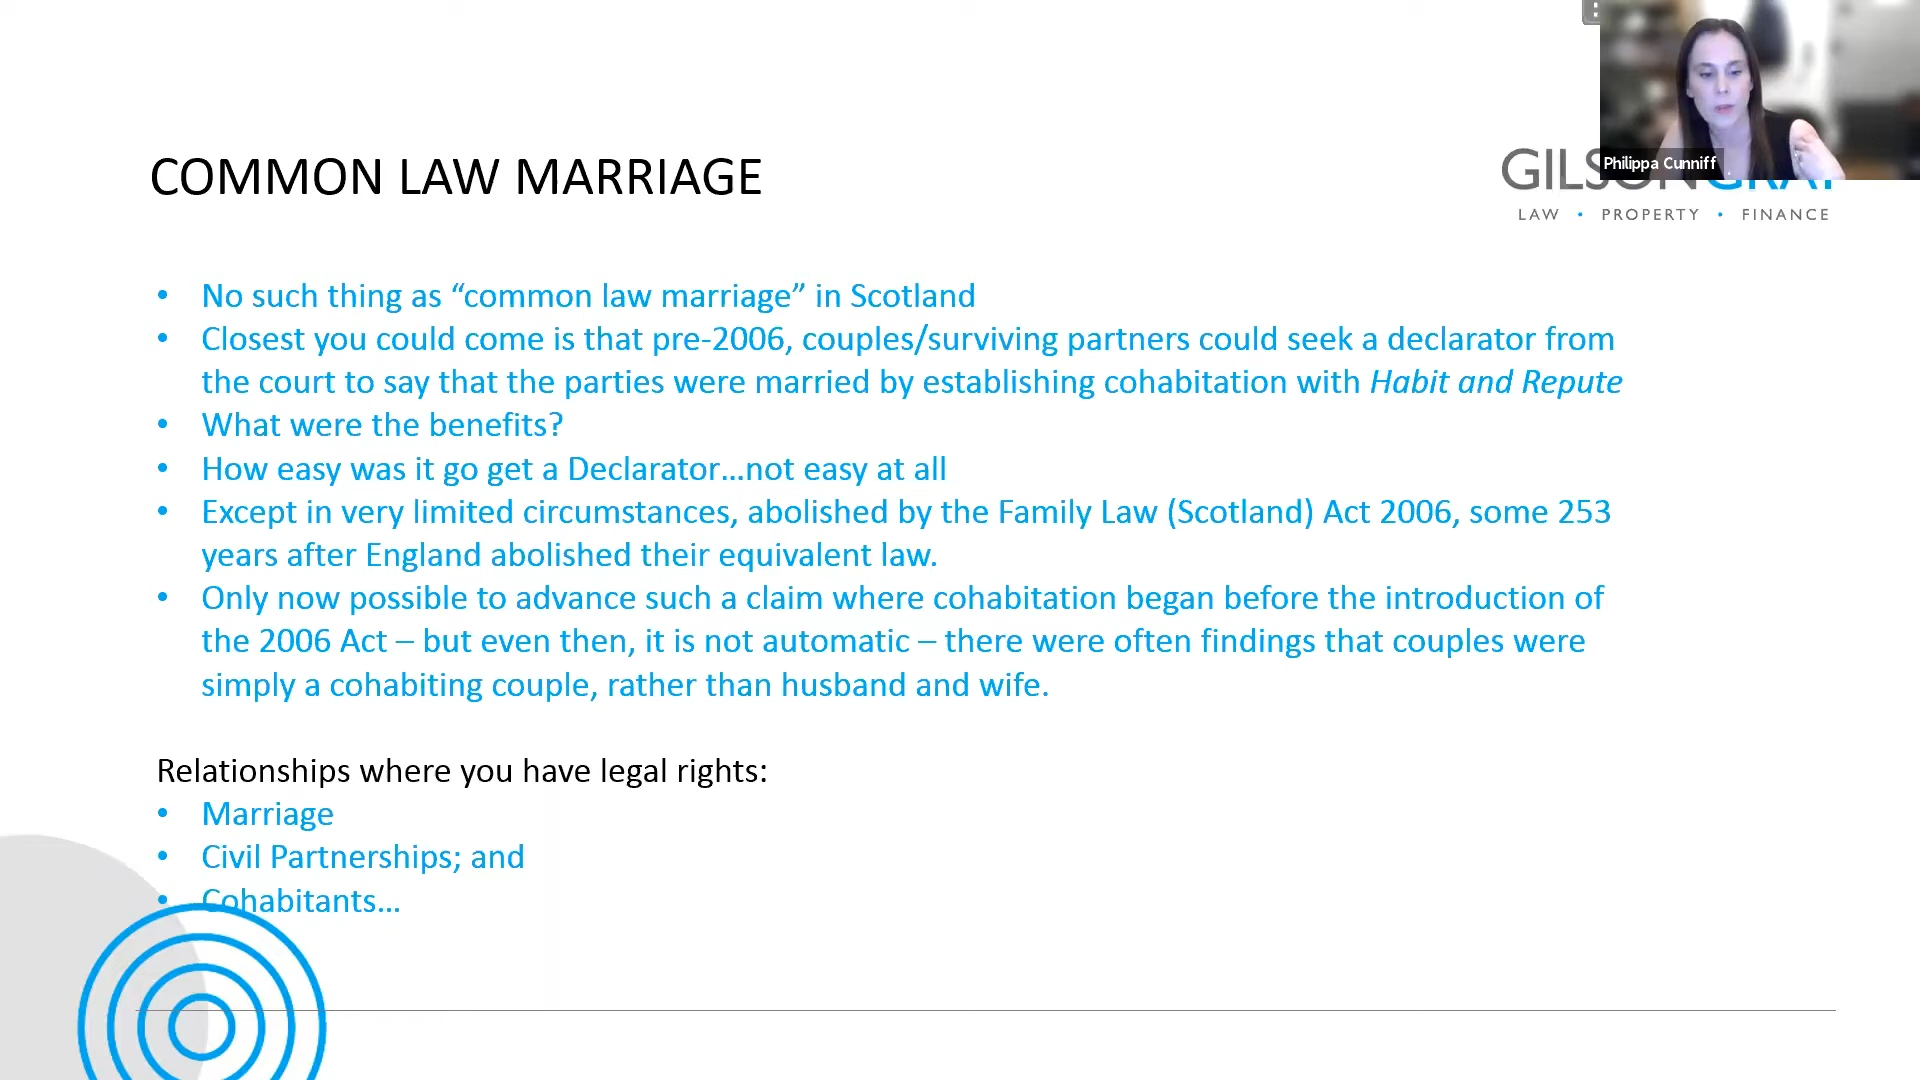 Philippa Cunniff
COMMON LAW MARRIAGE
LAW • PROPERTY • FINANCE
• No such thing as “common law marriage” in Scotland
• Closest you could come is that pre-2006, couples/surviving partners could seek a declarator from
the court to say that the parties were married by establishing cohabitation with Habit and Repute
• What were the benefits?
• How easy was it go get a Declarator…not easy at all
• Except in very limited circumstances, abolished by the Family Law (Scotland) Act 2006, some 253
years after England abolished their equivalent law.
• Only now possible to advance such a claim where cohabitation began before the introduction of
the 2006 Act – but even then, it is not automatic – there were often findings that couples were
simply a cohabiting couple, rather than husband and wife.
Relationships where you have legal rights:
• Marriage
• Civil Partnerships; and
• Cohabitants…